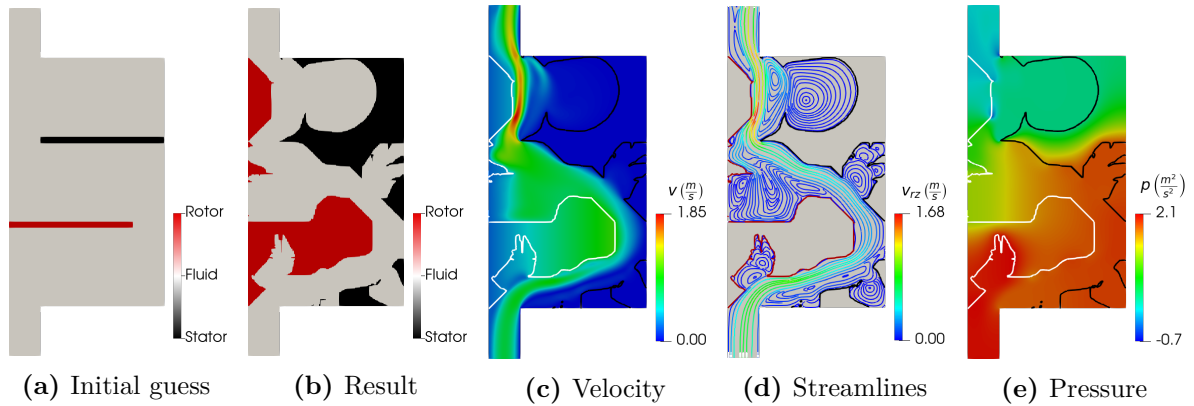 Rotor
Fluid
Stator
Rotor
Fluid
Stator
v (m/s)
1.85
0.00
v_rz (m/s)
1.68
0.00
p (m²/s²)
2.1
-0.7
(a) Initial guess
(b) Result
(c) Velocity
(d) Streamlines
(e) Pressure